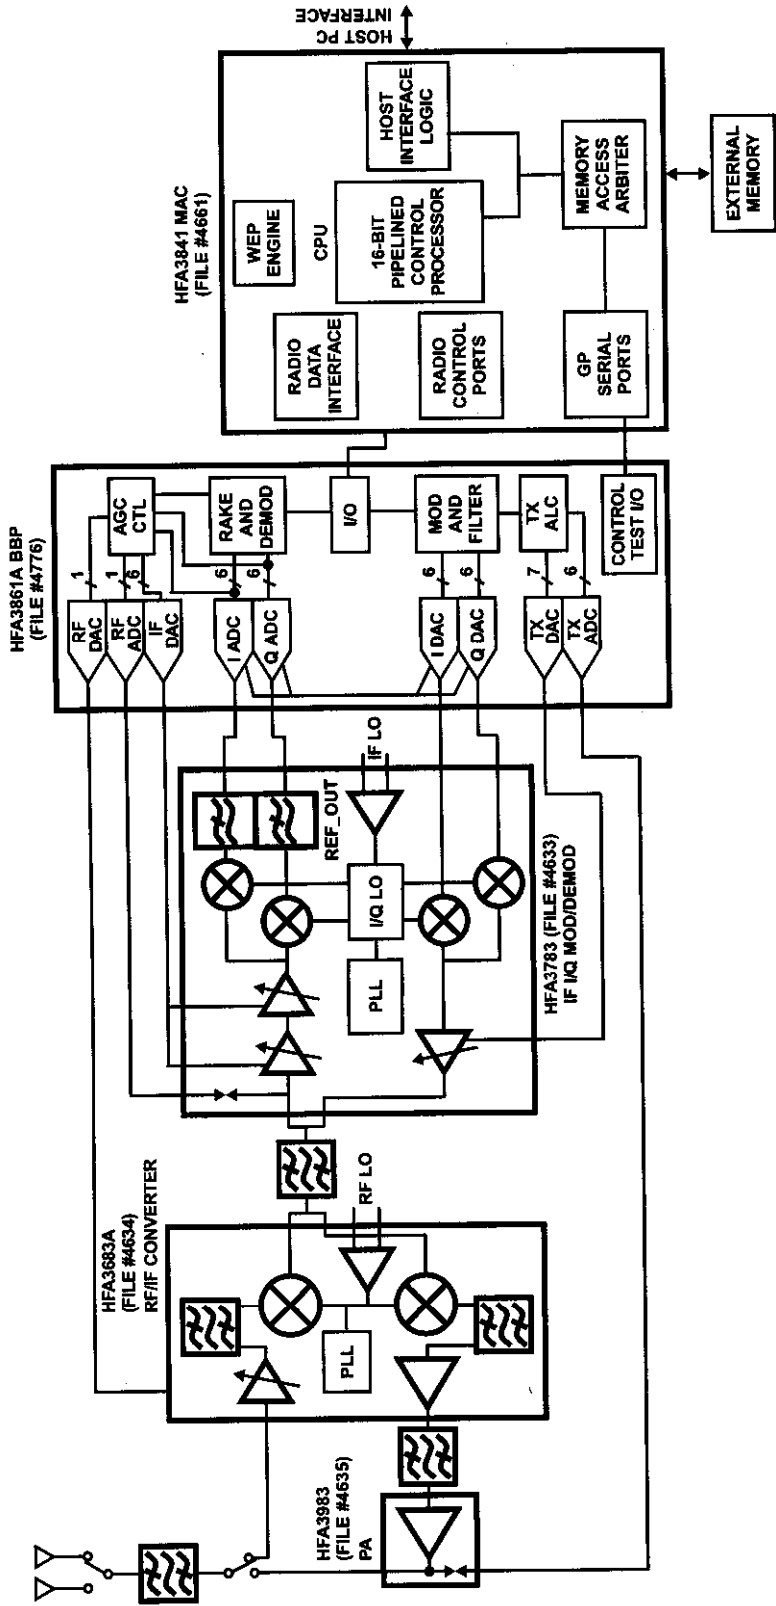 HFA3983
(FILE #4635)
PA
HFA3683A
(FILE #4634)
RF/IF CONVERTER
PLL
RF LO
PLL
I/Q LO
REF_OUT
IF LO
HFA3783 (FILE #4633)
IF I/Q MOD/DEMOD
HFA3861A BBP
(FILE #4776)
RF
DAC
RF
ADC
IF
DAC
1
1
6
AGC
CTL
I ADC
Q ADC
6
6
RAKE
AND
DEMOD
I/O
I DAC
Q DAC
6
6
MOD
AND
FILTER
TX
DAC
TX
ADC
7
6
TX
ALC
CONTROL
TEST I/O
HFA3841 MAC
(FILE #4661)
RADIO
DATA
INTERFACE
WEP
ENGINE
CPU
16-BIT
PIPELINED
CONTROL
PROCESSOR
HOST
INTERFACE
LOGIC
RADIO
CONTROL
PORTS
GP
SERIAL
PORTS
MEMORY
ACCESS
ARBITER
HOST PC
INTERFACE
EXTERNAL
MEMORY